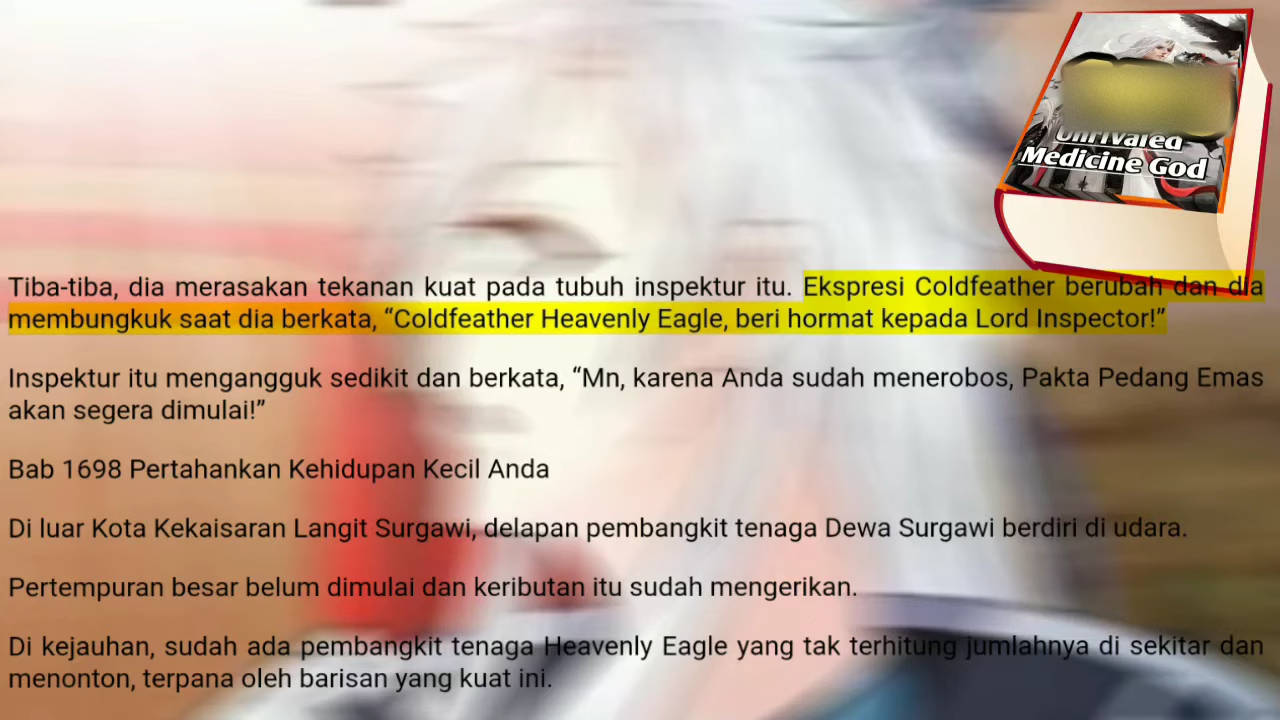 Unrivaled
Medicine God
Tiba-tiba, dia merasakan tekanan kuat pada tubuh inspektur itu. Ekspresi Coldfeather berubah dan dia
membungkuk saat dia berkata, “Coldfeather Heavenly Eagle, beri hormat kepada Lord Inspector!”
Inspektur itu mengangguk sedikit dan berkata, “Mn, karena Anda sudah menerobos, Pakta Pedang Emas
akan segera dimulai!”
Bab 1698 Pertahankan Kehidupan Kecil Anda
Di luar Kota Kekaisaran Langit Surgawi, delapan pembangkit tenaga Dewa Surgawi berdiri di udara.
Pertempuran besar belum dimulai dan keributan itu sudah mengerikan.
Di kejauhan, sudah ada pembangkit tenaga Heavenly Eagle yang tak terhitung jumlahnya di sekitar dan
menonton, terpana oleh barisan yang kuat ini.